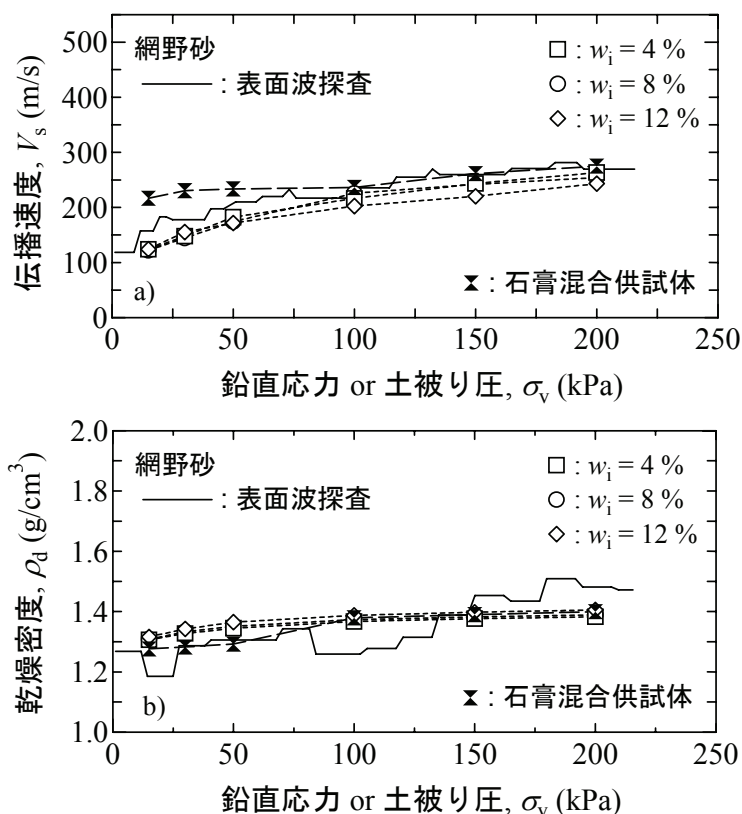 550
500
400
300
200
100
0
伝播速度, Vs (m/s)
網野砂
: 表面波探査
: wi = 4 %
: wi = 8 %
: wi = 12 %
a)
: 石膏混合供試体
0 50 100 150 200 250
鉛直応力 or 土被り圧, σv (kPa)
2.0
1.8
1.6
1.4
1.2
1.0
乾燥密度, ρd (g/cm3)
網野砂
: 表面波探査
: wi = 4 %
: wi = 8 %
: wi = 12 %
b)
: 石膏混合供試体
0 50 100 150 200 250
鉛直応力 or 土被り圧, σv (kPa)